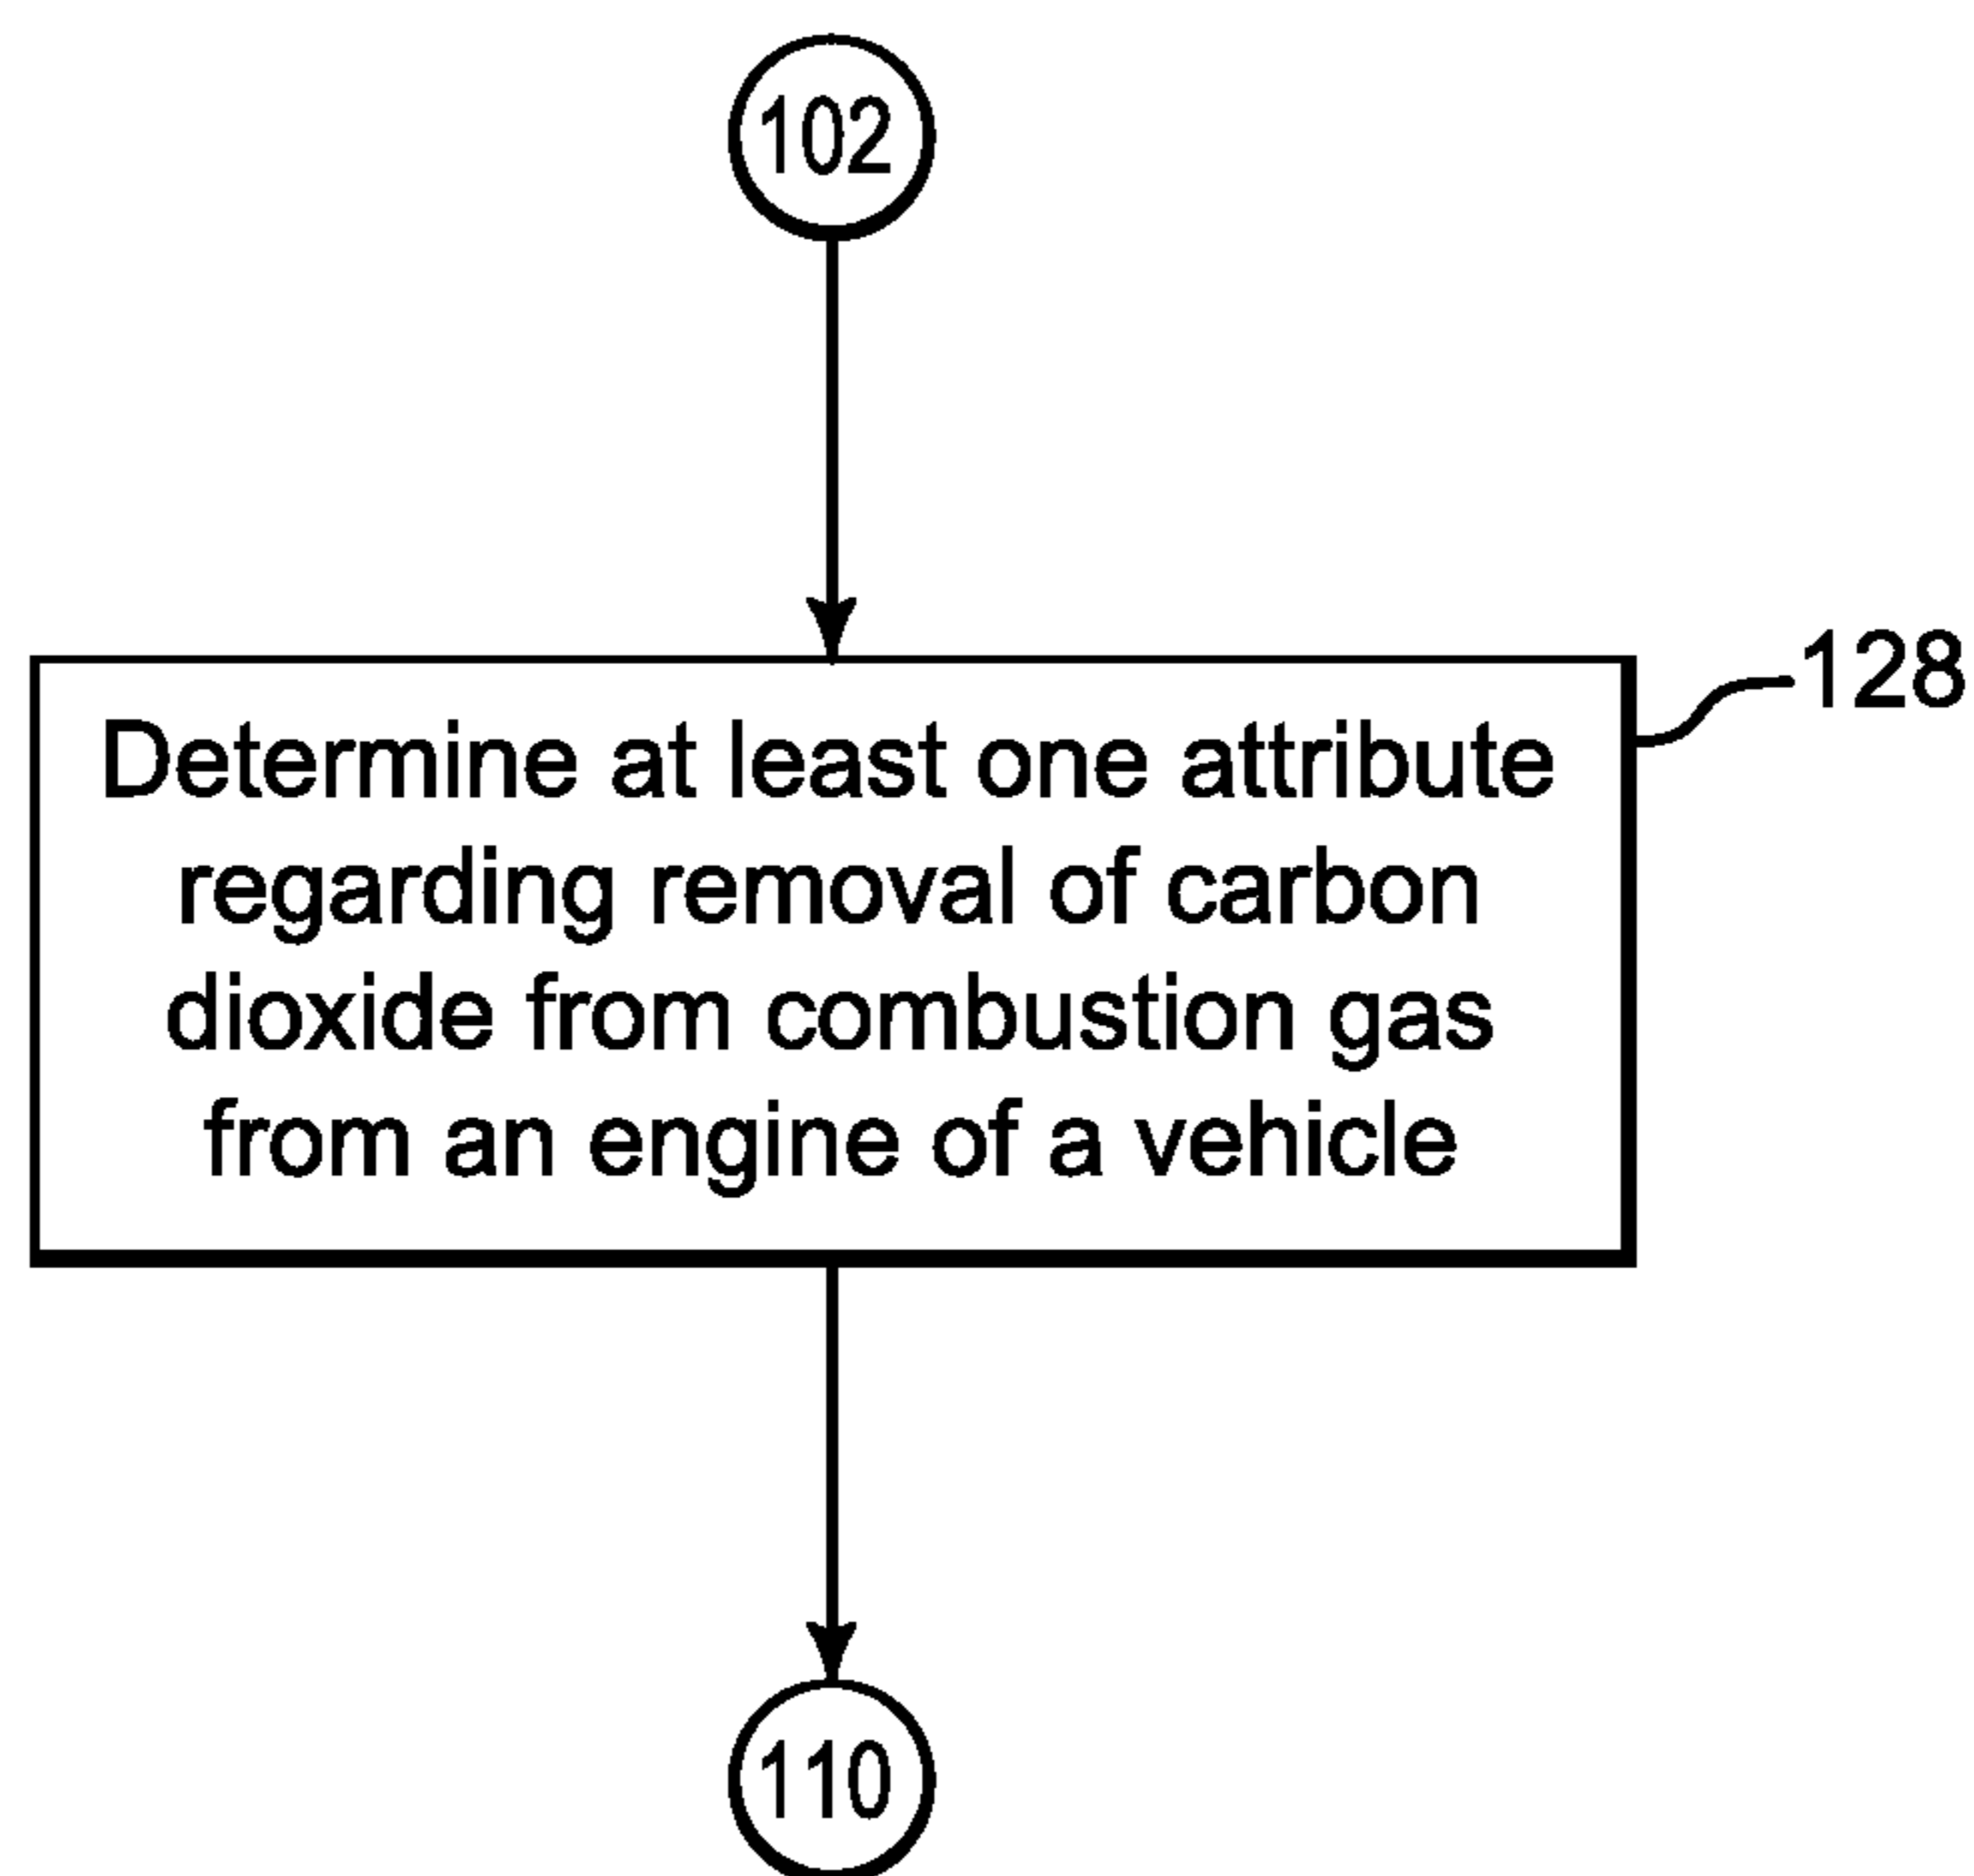 102
128
Determine at least one attribute
regarding removal of carbon
dioxide from combustion gas
from an engine of a vehicle
110